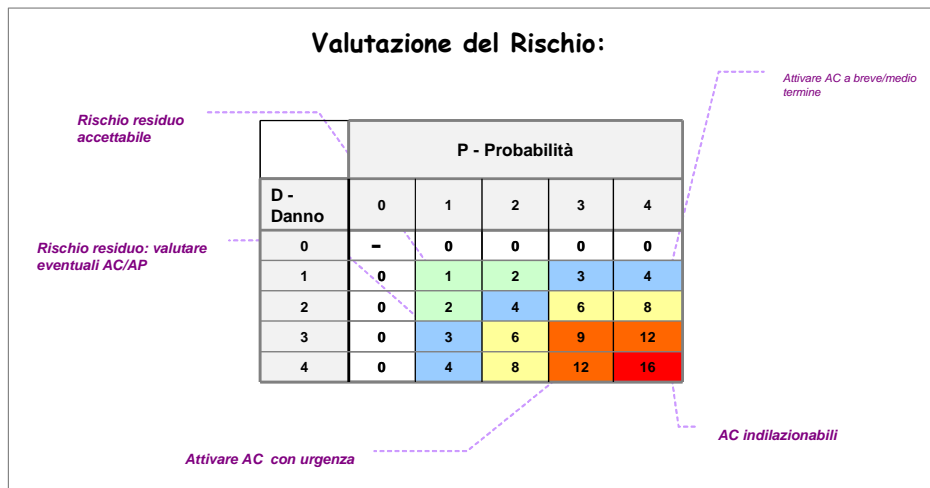 Valutazione del Rischio:
Attivare AC a breve/medio
termine
Rischio residuo
accettabile
P - Probabilità
D -
Danno
0 1 2 3 4
Rischio residuo: valutare
eventuali AC/AP
0 – 0 0 0 0
1 0 1 2 3 4
2 0 2 4 6 8
3 0 3 6 9 12
4 0 4 8 12 16
AC indilazionabili
Attivare AC con urgenza